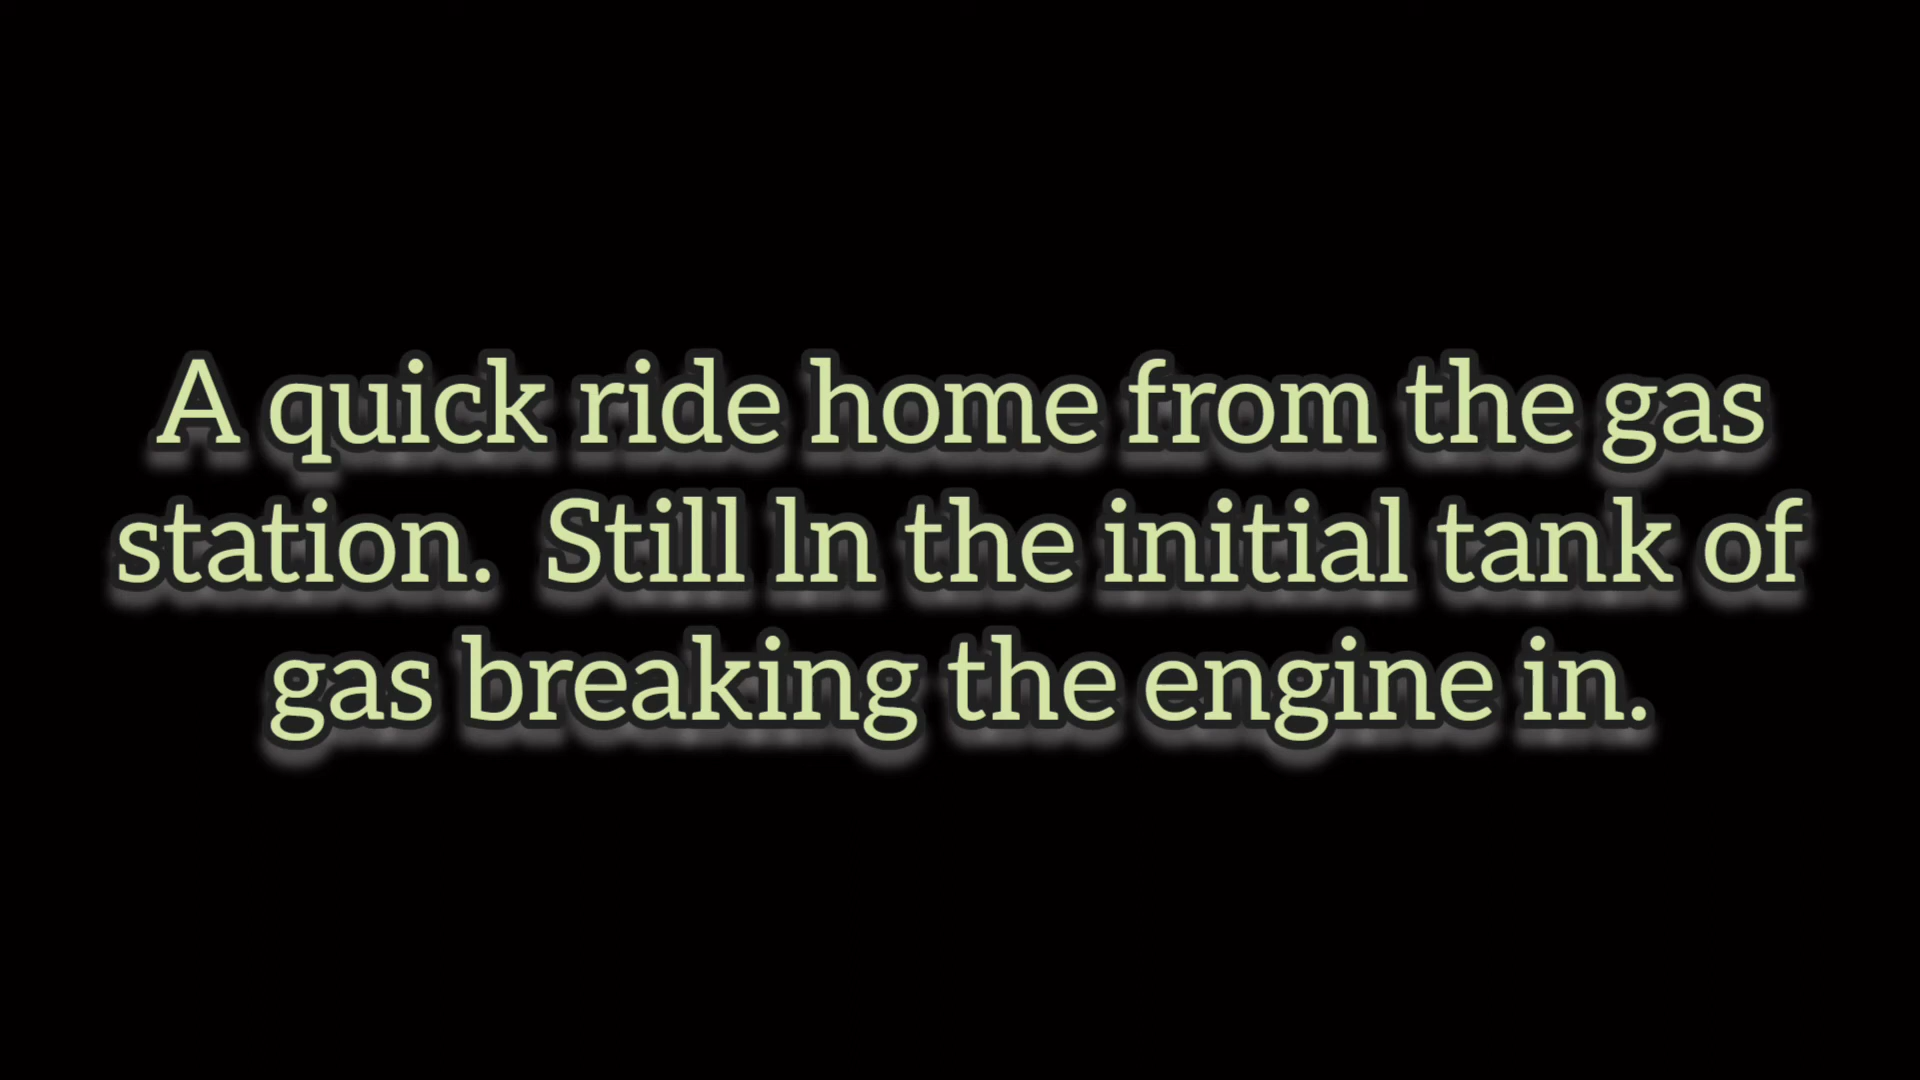 A quick ride home from the gas
station.  Still In the initial tank of
gas breaking the engine in.